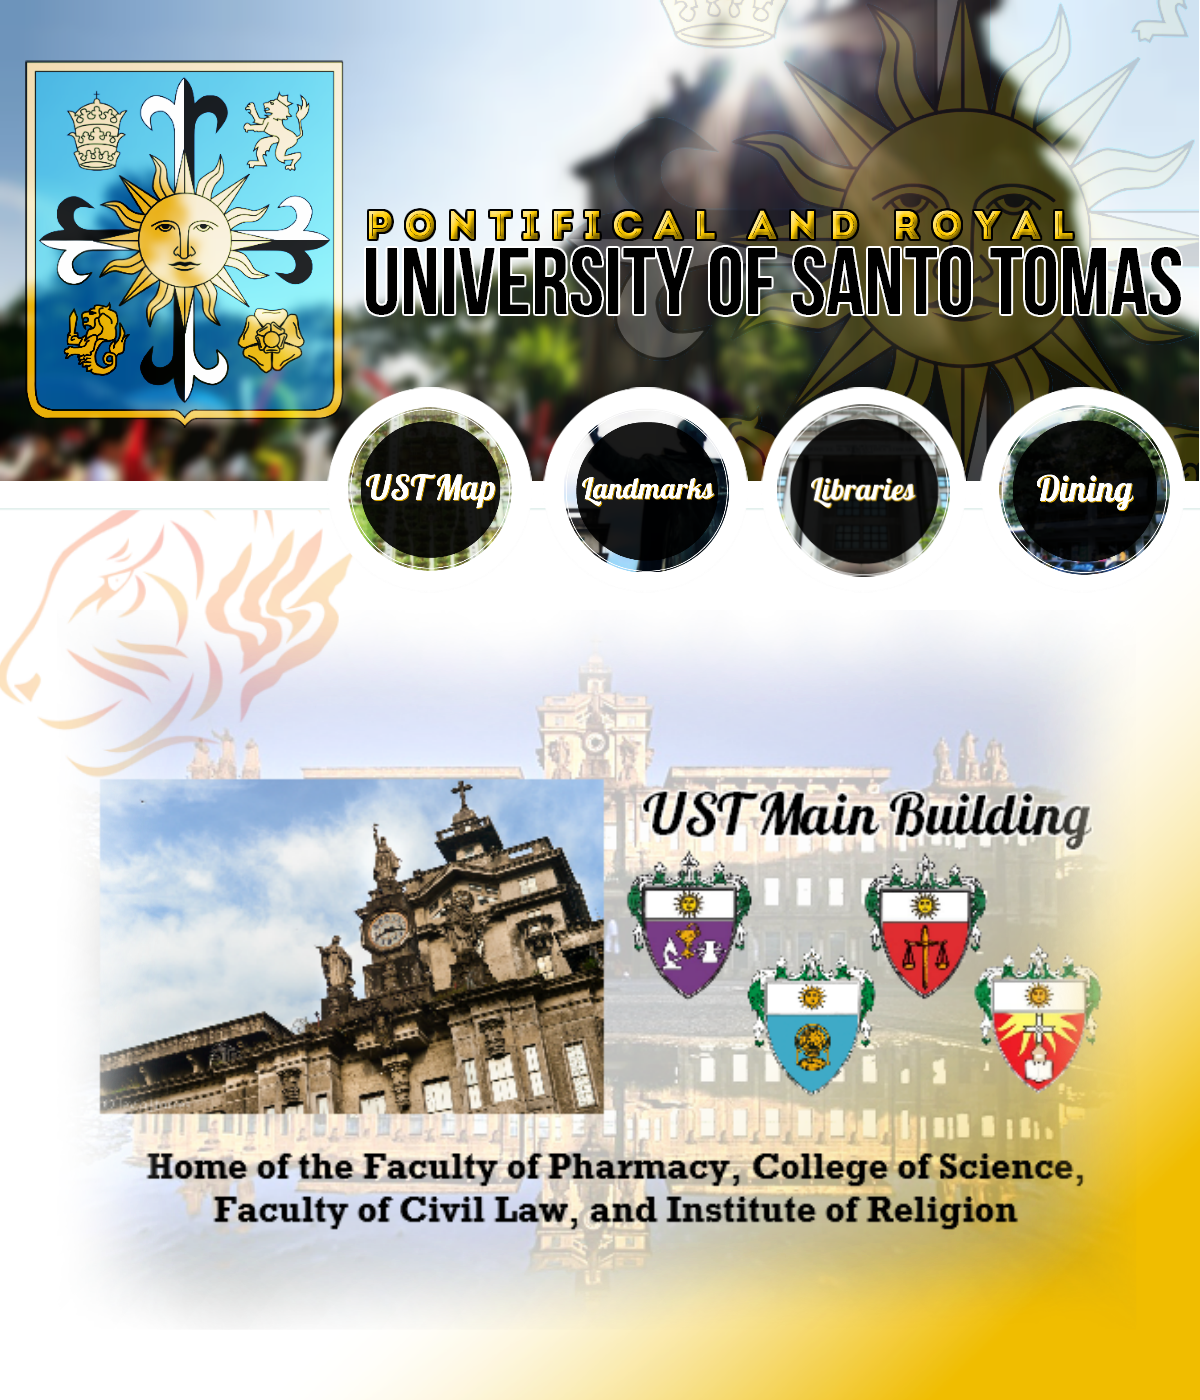 PONTIFICAL AND ROYAL
UNIVERSITY OF SANTO TOMAS
UST Map
Landmarks
Libraries
Dining
UST Main Building
Home of the Faculty of Pharmacy, College of Science,
Faculty of Civil Law, and Institute of Religion